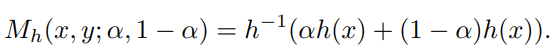 M_h(x, y; α, 1 − α) = h^{−1}(αh(x) + (1 − α)h(x)).